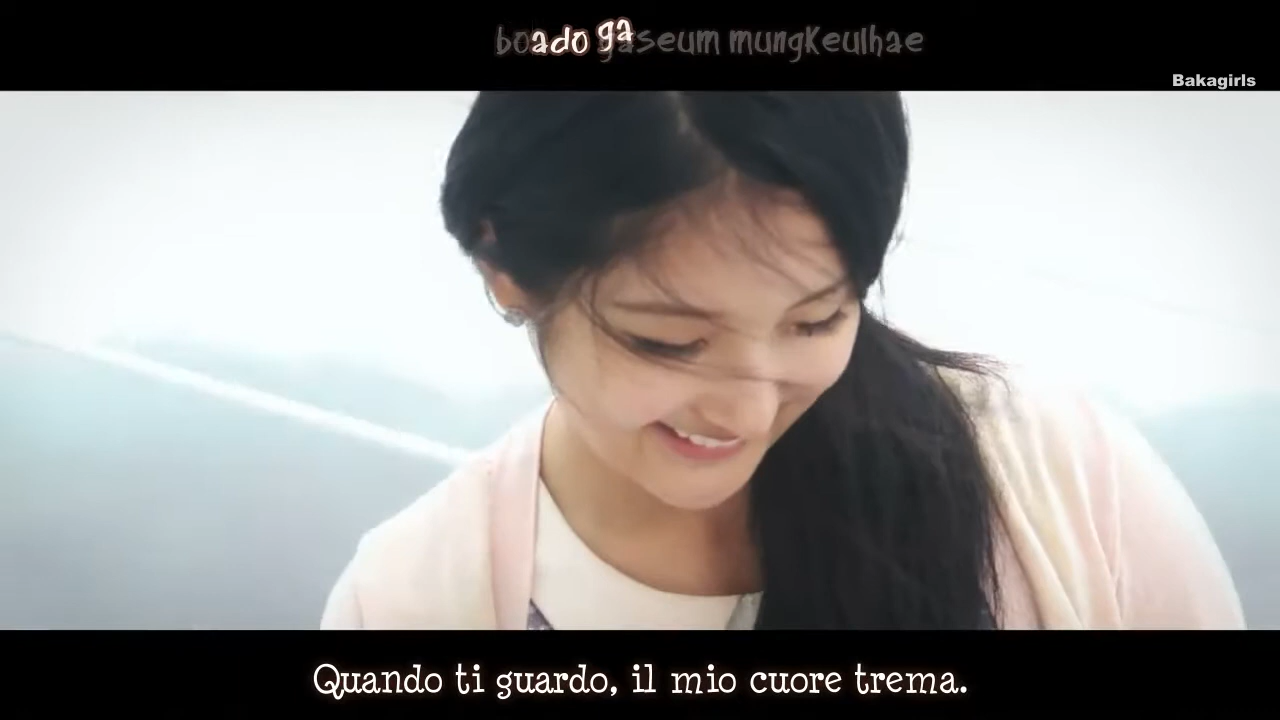 boado gaseum mungkeulhae
Bakagirls
Quando ti guardo, il mio cuore trema.